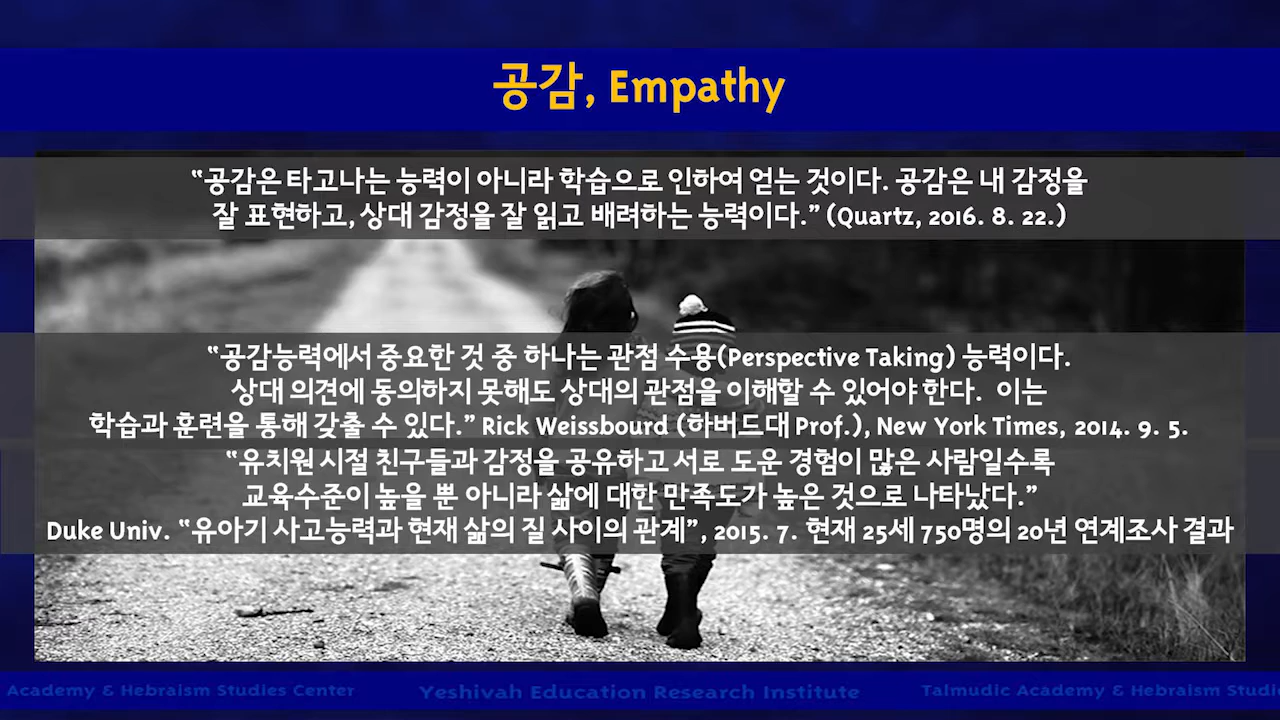 공감, Empathy
“공감은 타고나는 능력이 아니라 학습으로 인하여 얻는 것이다. 공감은 내 감정을
잘 표현하고, 상대 감정을 잘 읽고 배려하는 능력이다.” (Quartz, 2016. 8. 22.)
“공감능력에서 중요한 것 중 하나는 관점 수용(Perspective Taking) 능력이다.
상대 의견에 동의하지 못해도 상대의 관점을 이해할 수 있어야 한다. 이는
학습과 훈련을 통해 갖출 수 있다.” Rick Weissbourd (하버드대 Prof.), New York Times, 2014. 9. 5.
“유치원 시절 친구들과 감정을 공유하고 서로 도운 경험이 많은 사람일수록
교육수준이 높을 뿐 아니라 삶에 대한 만족도가 높은 것으로 나타났다.”
Duke Univ. “유아기 사고능력과 현재 삶의 질 사이의 관계”, 2015. 7. 현재 25세 750명의 20년 연계조사 결과
Academy & Hebraism Studies Center Yeshivah Education Research Institute Talmudic Academy & Hebraism Studie